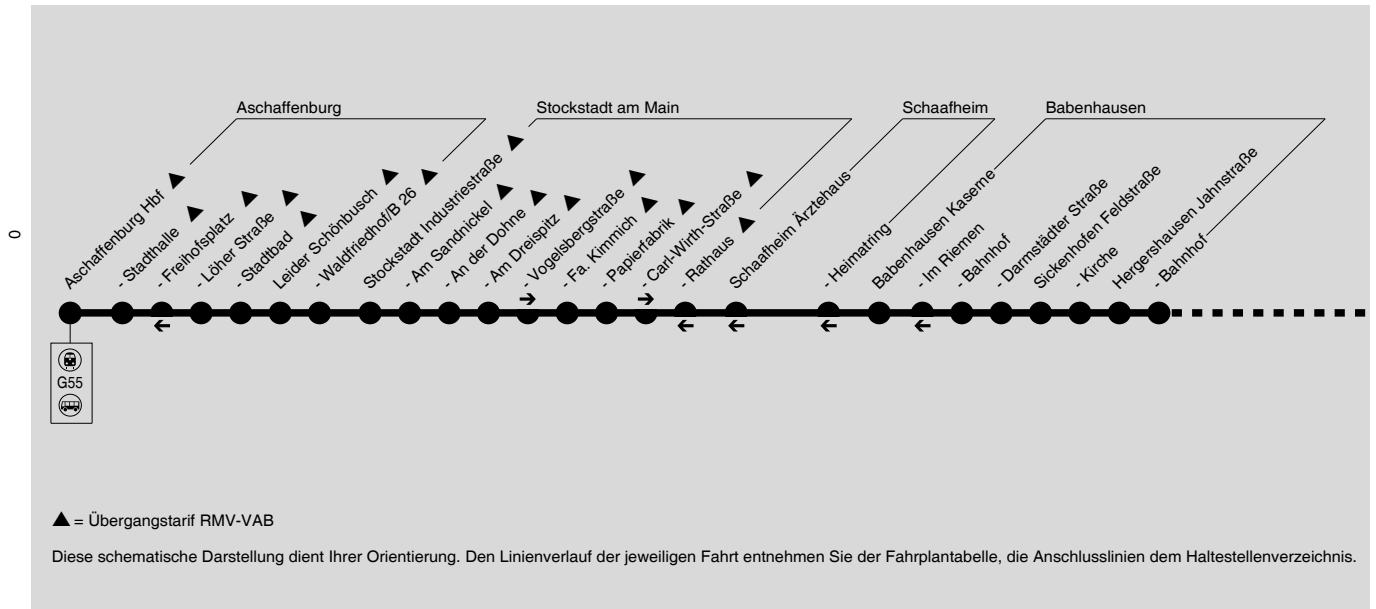 0
Aschaffenburg
Stockstadt am Main
Schaafheim
Babenhausen
Aschaffenburg Hbf
- Stadthalle
- Freihofsplatz
- Löher Straße
- Stadtbad
Leider Schönbusch
- Waldfriedhof/B 26
Stockstadt Industriestraße
- Am Sandnickel
- An der Dohne
- Am Dreispitz
- Vogelsbergstraße
- Fa. Kimmich
- Papierfabrik
- Carl-Wirth-Straße
- Rathaus
Schaafheim Ärztehaus
- Heimatring
Babenhausen Kaserne
- Im Riemen
- Bahnhof
- Darmstädter Straße
Sickenhofen Feldstraße
- Kirche
Hergershausen Jahnstraße
- Bahnhof
G55
▲ = Übergangstarif RMV-VAB
Diese schematische Darstellung dient Ihrer Orientierung. Den Linienverlauf der jeweiligen Fahrt entnehmen Sie der Fahrplantabelle, die Anschlusslinien dem Haltestellenverzeichnis.